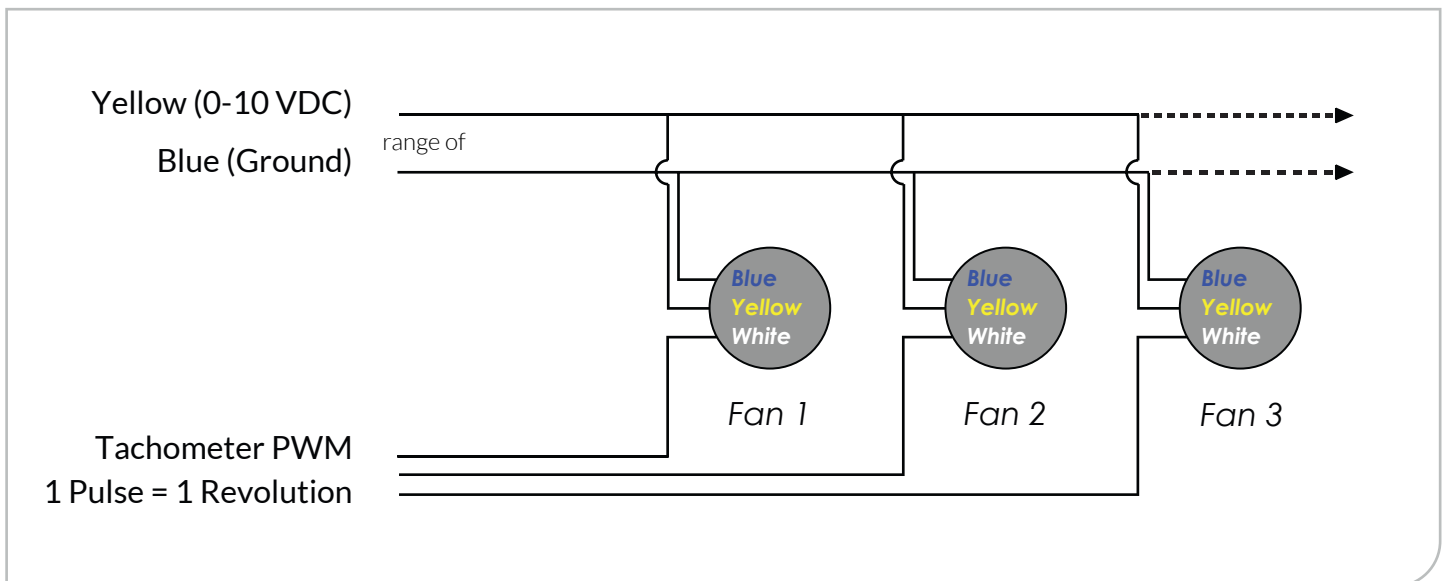 Yellow (0-10 VDC)
range of
Blue (Ground)
Blue
Yellow
White
Fan 1
Blue
Yellow
White
Fan 2
Blue
Yellow
White
Fan 3
Tachometer PWM
1 Pulse = 1 Revolution